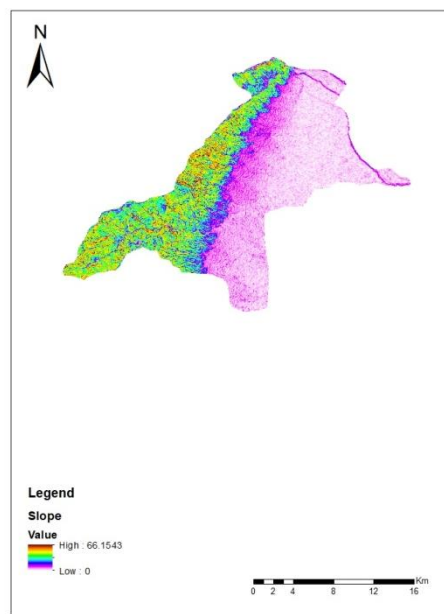 N
Legend
Slope
Value
High : 66.1543
Low : 0
Km
0 2 4 8 12 16